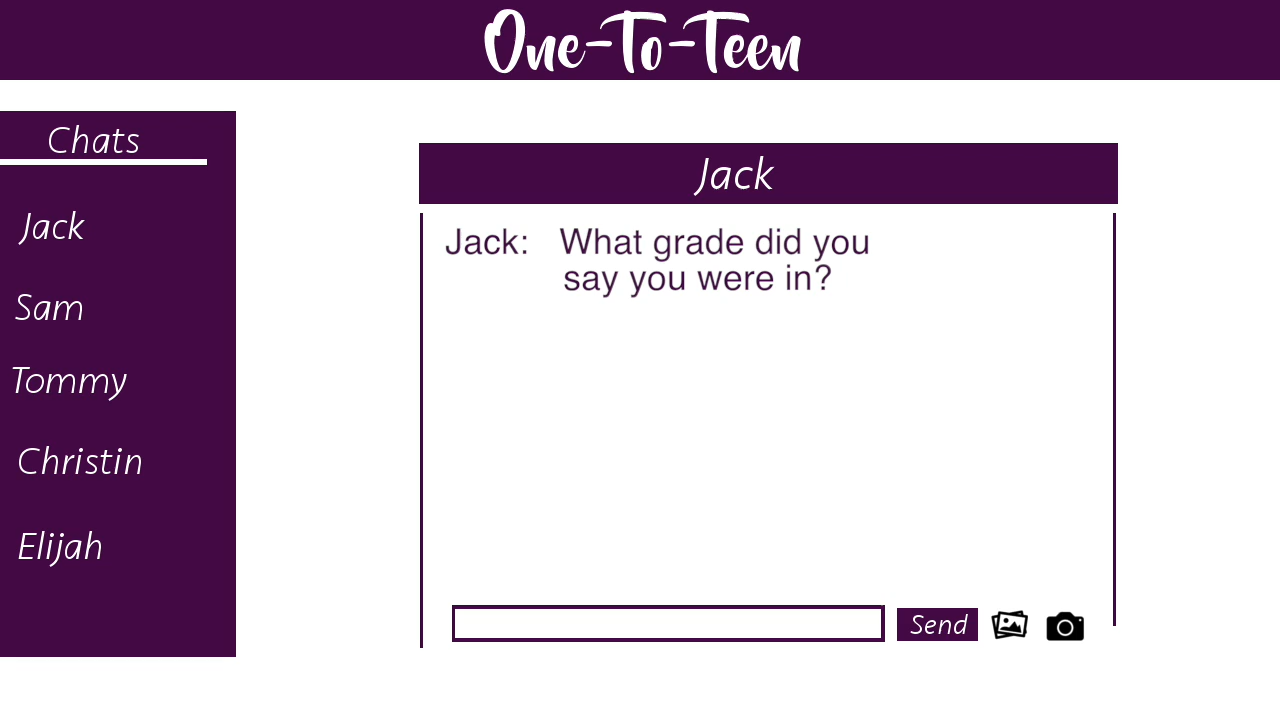 One-To-Teen
Chats
Jack
Sam
Tommy
Christin
Elijah
Jack
Jack: What grade did you
say you were in?
Send